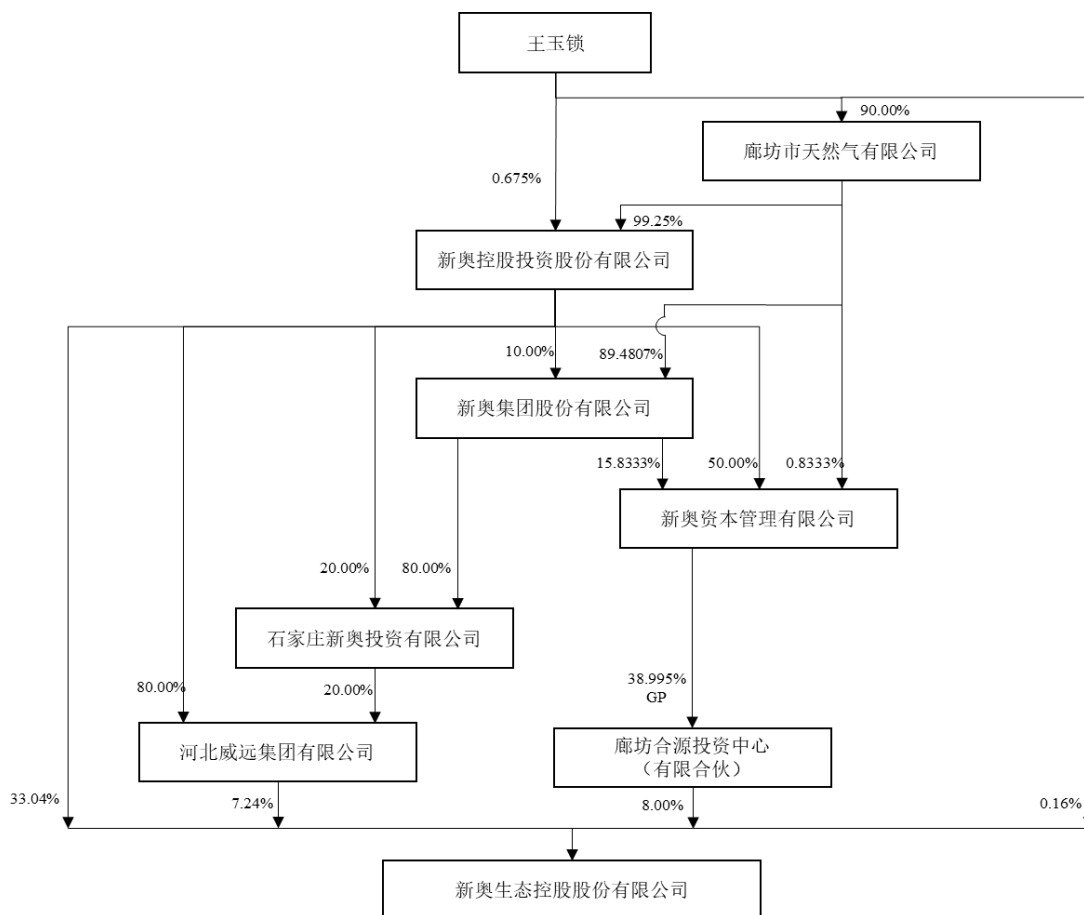 王玉锁
90.00%
廊坊市天然气有限公司
0.675%
99.25%
新奥控股投资股份有限公司
10.00%
89.4807%
新奥集团股份有限公司
15.8333%
50.00%
0.8333%
新奥资本管理有限公司
20.00%
80.00%
石家庄新奥投资有限公司
80.00%
20.00%
38.995%
GP
河北威远集团有限公司
廊坊合源投资中心
（有限合伙）
33.04%
7.24%
8.00%
0.16%
新奥生态控股股份有限公司